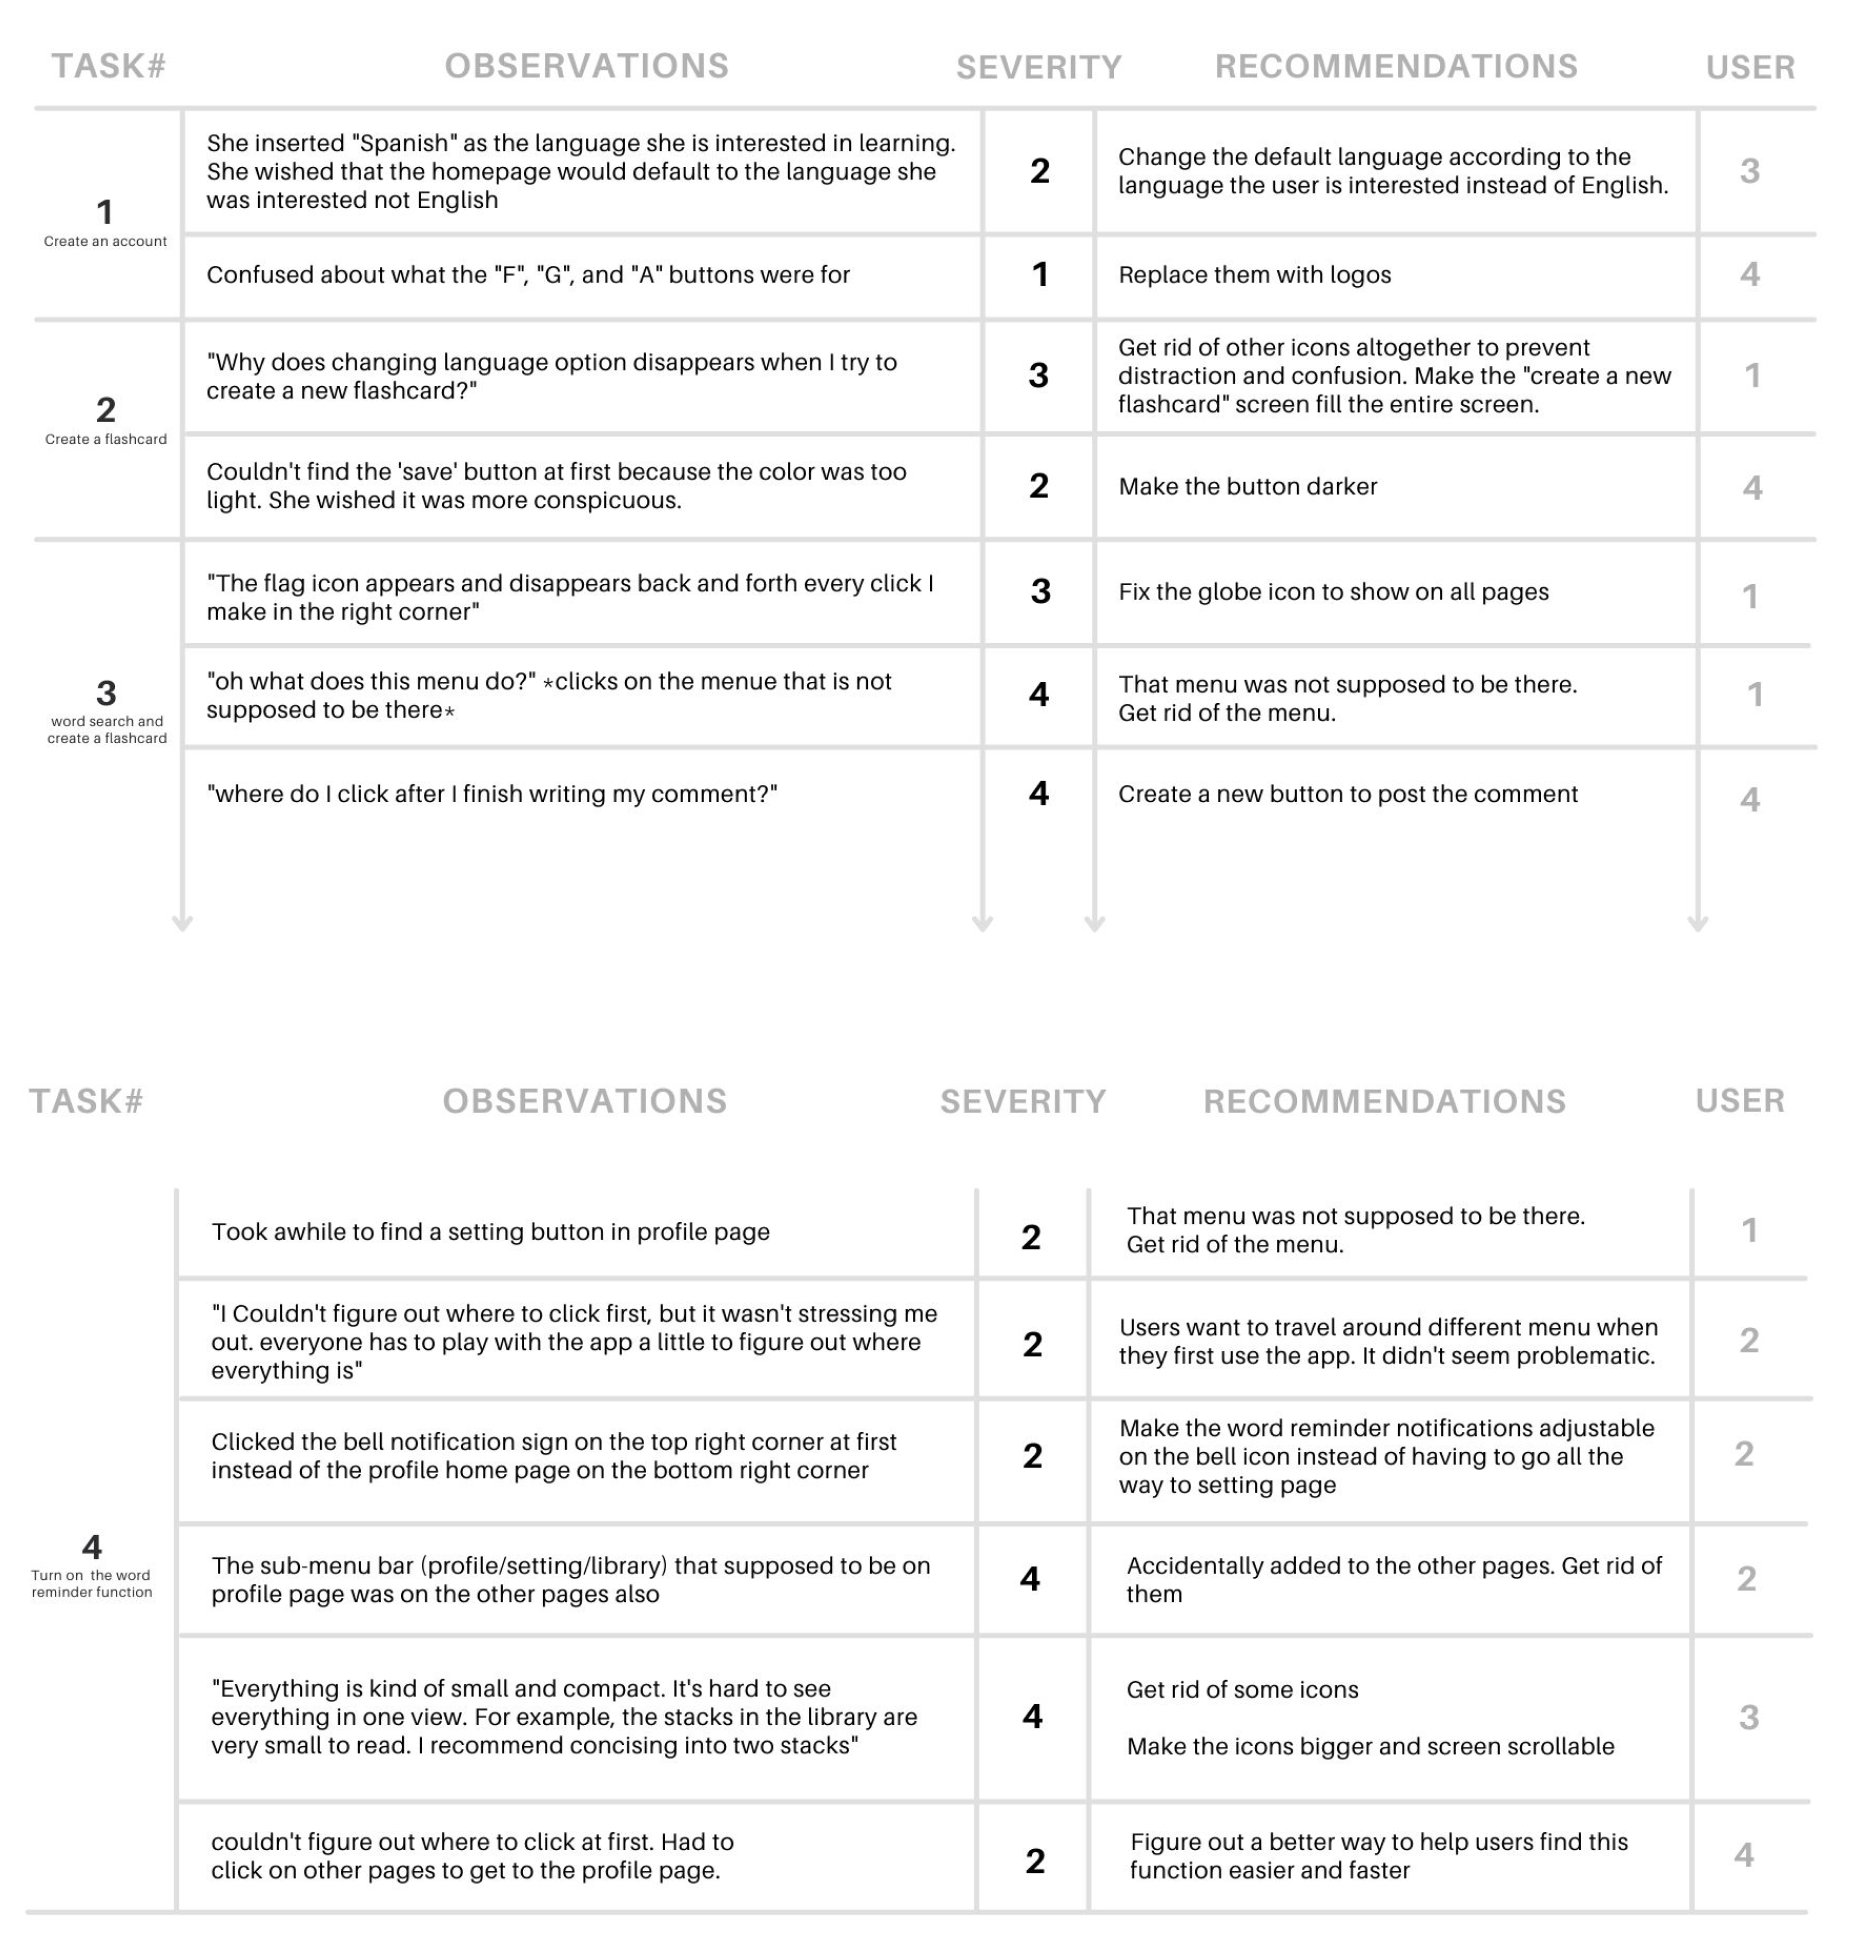 TASK# OBSERVATIONS SEVERITY RECOMMENDATIONS USER
1
Create an account
She inserted "Spanish" as the language she is interested in learning.
She wished that the homepage would default to the language she
was interested not English
2
Change the default language according to the
language the user is interested instead of English.
3
Confused about what the "F", "G", and "A" buttons were for
1
Replace them with logos
4
2
Create a flashcard
"Why does changing language option disappears when I try to
create a new flashcard?"
3
Get rid of other icons altogether to prevent
distraction and confusion. Make the "create a new
flashcard" screen fill the entire screen.
1
Couldn't find the 'save' button at first because the color was too
light. She wished it was more conspicuous.
2
Make the button darker
4
3
word search and
create a flashcard
"The flag icon appears and disappears back and forth every click I
make in the right corner"
3
Fix the globe icon to show on all pages
1
"oh what does this menu do?" *clicks on the menue that is not
supposed to be there*
4
That menu was not supposed to be there.
Get rid of the menu.
1
"where do I click after I finish writing my comment?"
4
Create a new button to post the comment
4
TASK# OBSERVATIONS SEVERITY RECOMMENDATIONS USER
4
Turn on the word
reminder function
Took awhile to find a setting button in profile page
2
That menu was not supposed to be there.
Get rid of the menu.
1
"I Couldn't figure out where to click first, but it wasn't stressing me
out. everyone has to play with the app a little to figure out where
everything is"
2
Users want to travel around different menu when
they first use the app. It didn't seem problematic.
2
Clicked the bell notification sign on the top right corner at first
instead of the profile home page on the bottom right corner
2
Make the word reminder notifications adjustable
on the bell icon instead of having to go all the
way to setting page
2
The sub-menu bar (profile/setting/library) that supposed to be on
profile page was on the other pages also
4
Accidentally added to the other pages. Get rid of
them
2
"Everything is kind of small and compact. It's hard to see
everything in one view. For example, the stacks in the library are
very small to read. I recommend concising into two stacks"
4
Get rid of some icons
Make the icons bigger and screen scrollable
3
couldn't figure out where to click at first. Had to
click on other pages to get to the profile page.
2
Figure out a better way to help users find this
function easier and faster
4